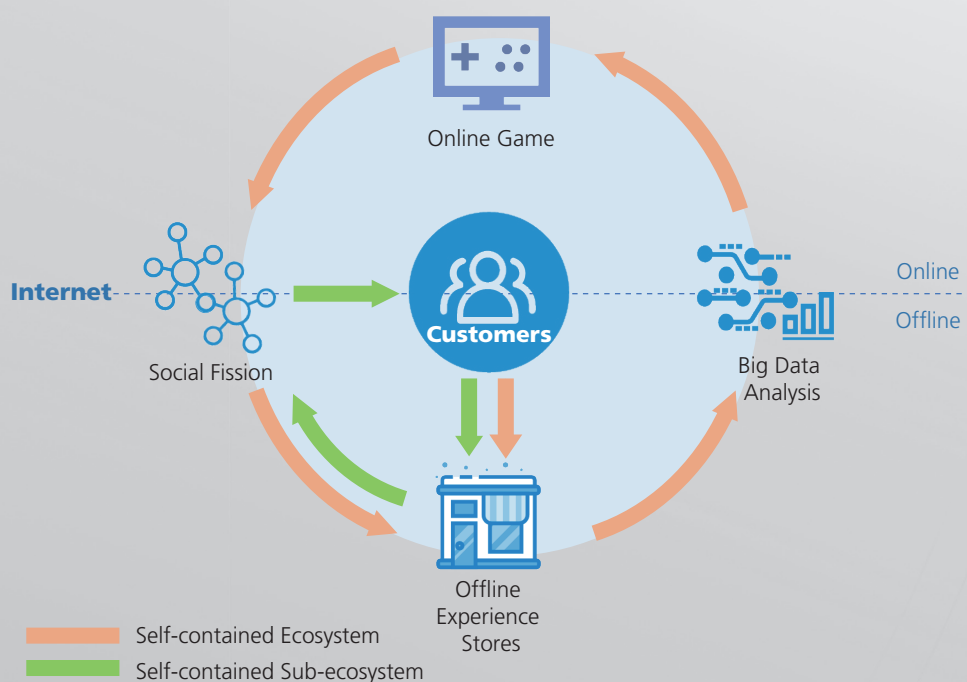 Online Game
Internet
Online
Offline
Customers
Social Fission
Big Data
Analysis
Offline
Experience
Stores
Self-contained Ecosystem
Self-contained Sub-ecosystem